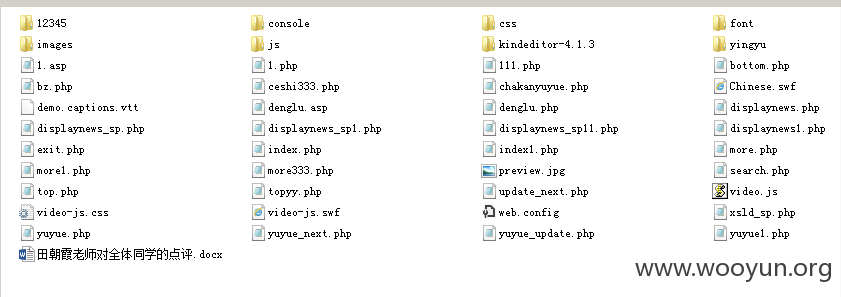 12345 console css font
images js kindeditor-4.1.3 yingyu
1.asp 1.php 111.php bottom.php
bz.php ceshi333.php chakanyuyue.php Chinese.swf
demo.captions.vtt denglu.asp denglu.php displaynews.php
displaynews_sp.php displaynews_sp1.php displaynews_sp11.php displaynews1.php
exit.php index.php index1.php more.php
more1.php more333.php preview.jpg search.php
top.php topyy.php update_next.php video.js
video-js.css video-js.swf web.config xsld_sp.php
yuyue.php yuyue_next.php yuyue_update.php yuyue1.php
田朝霞老师对全体同学的点评.docx
www.wooyun.org